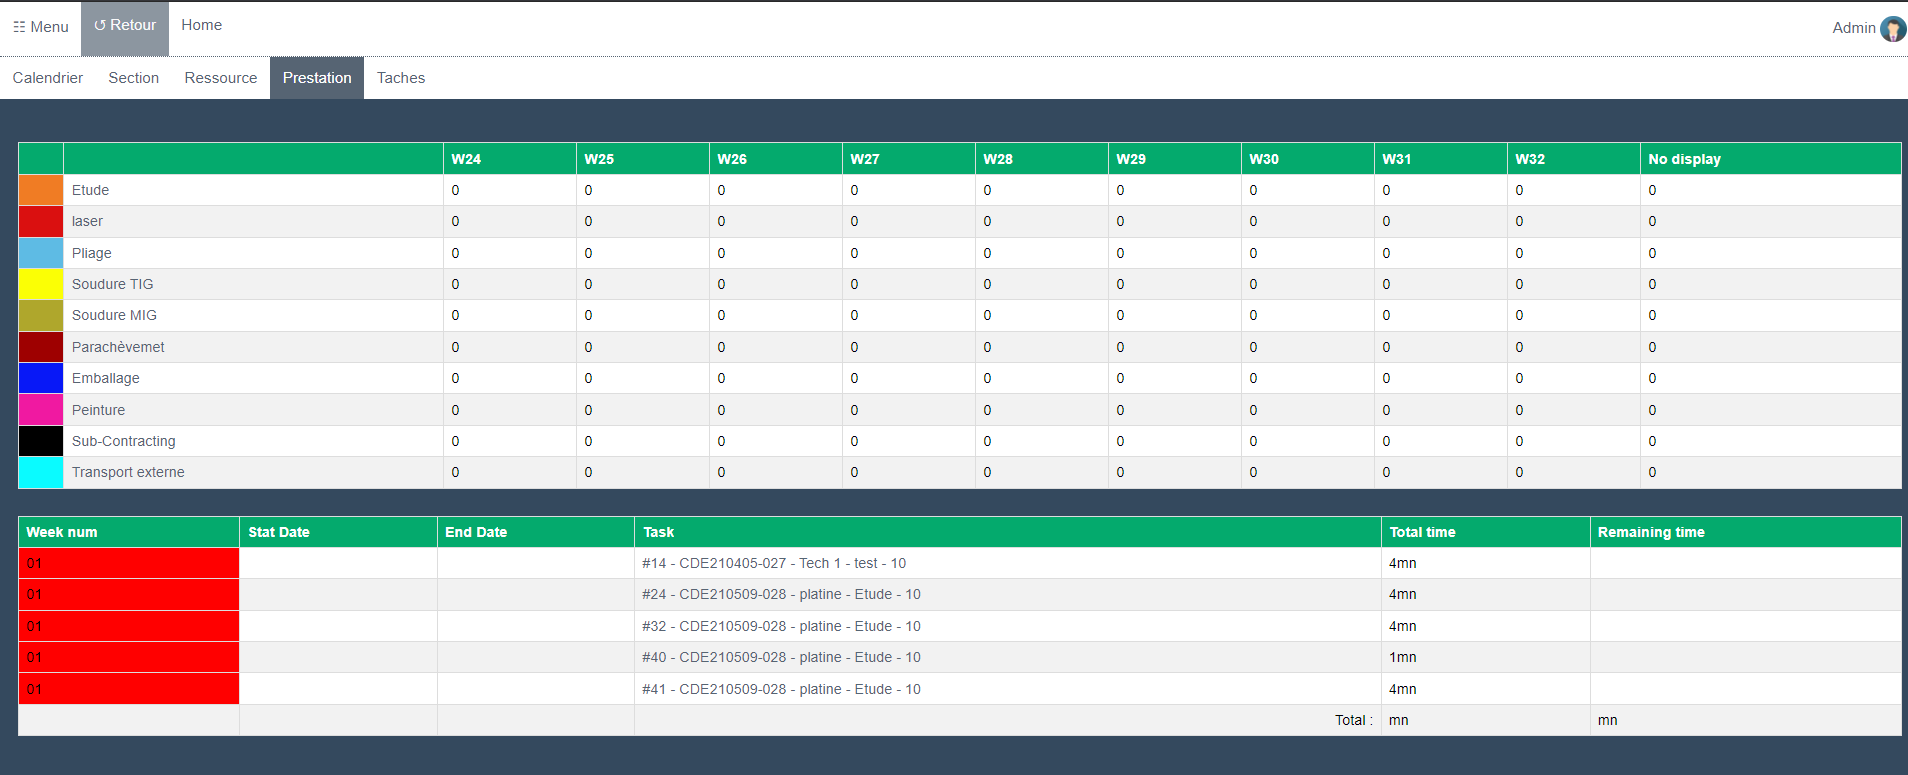 ☷ Menu ↺ Retour Home Admin
Calendrier Section Ressource Prestation Taches
W24 W25 W26 W27 W28 W29 W30 W31 W32 No display
Etude 0 0 0 0 0 0 0 0 0 0
laser 0 0 0 0 0 0 0 0 0 0
Pliage 0 0 0 0 0 0 0 0 0 0
Soudure TIG 0 0 0 0 0 0 0 0 0 0
Soudure MIG 0 0 0 0 0 0 0 0 0 0
Parachèvemet 0 0 0 0 0 0 0 0 0 0
Emballage 0 0 0 0 0 0 0 0 0 0
Peinture 0 0 0 0 0 0 0 0 0 0
Sub-Contracting 0 0 0 0 0 0 0 0 0 0
Transport externe 0 0 0 0 0 0 0 0 0 0
Week num Stat Date End Date Task Total time Remaining time
01 #14 - CDE210405-027 - Tech 1 - test - 10 4mn
01 #24 - CDE210509-028 - platine - Etude - 10 4mn
01 #32 - CDE210509-028 - platine - Etude - 10 4mn
01 #40 - CDE210509-028 - platine - Etude - 10 1mn
01 #41 - CDE210509-028 - platine - Etude - 10 4mn
Total : mn mn